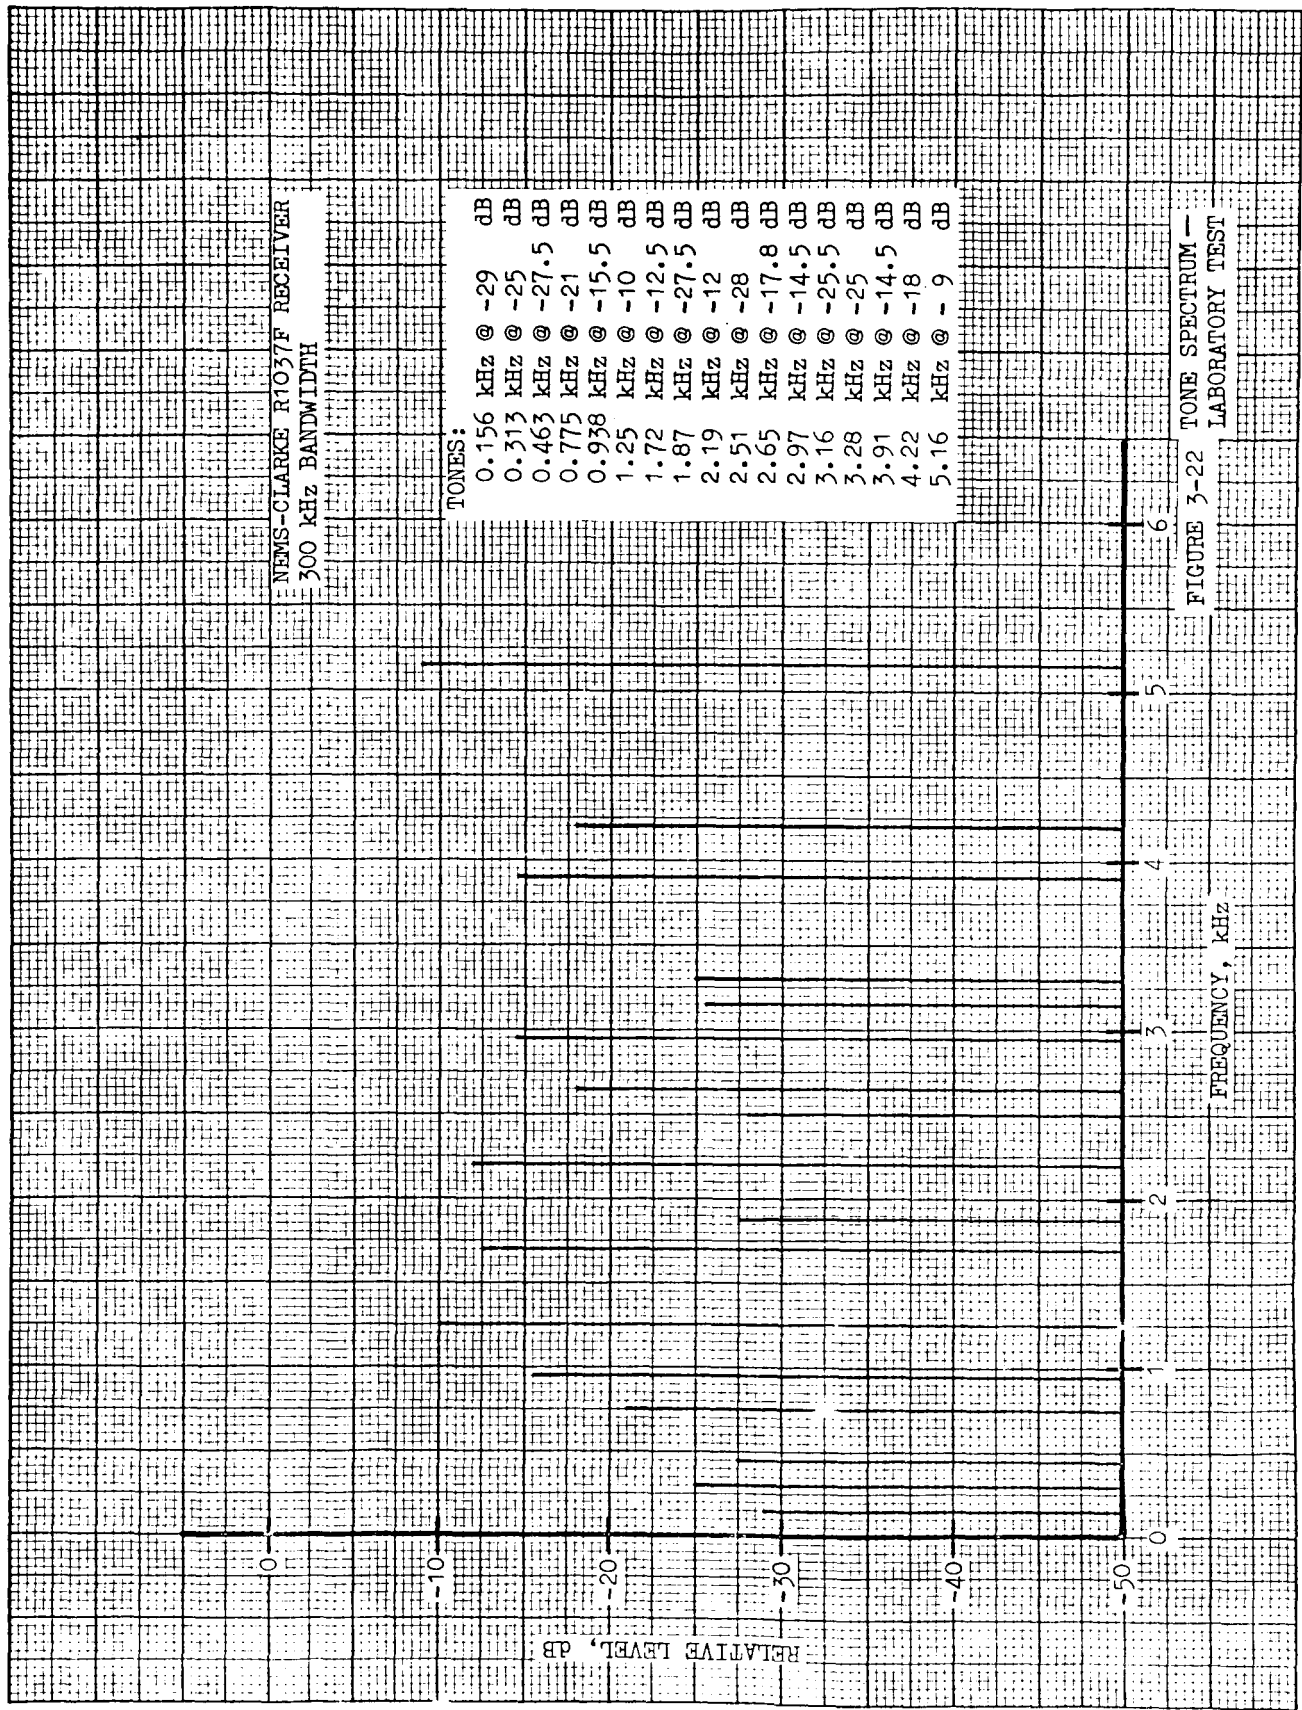 NEMS-CLARKE R1037F RECEIVER
300 kHz BANDWIDTH
TONES:
0.156 kHz @ -29 dB
0.313 kHz @ -25 dB
0.463 kHz @ -27.5 dB
0.775 kHz @ -21 dB
0.938 kHz @ -15.5 dB
1.25 kHz @ -10 dB
1.72 kHz @ -12.5 dB
1.87 kHz @ -27.5 dB
2.19 kHz @ -12 dB
2.51 kHz @ -28 dB
2.65 kHz @ -17.8 dB
2.97 kHz @ -14.5 dB
3.16 kHz @ -25.5 dB
3.28 kHz @ -25 dB
3.91 kHz @ -14.5 dB
4.22 kHz @ -18 dB
5.16 kHz @ - 9 dB
RELATIVE LEVEL, dB
0
-10
-20
-30
-40
-50
0 1 2 3 4 5 6
FREQUENCY, kHz
FIGURE 3-22 TONE SPECTRUM —
LABORATORY TEST